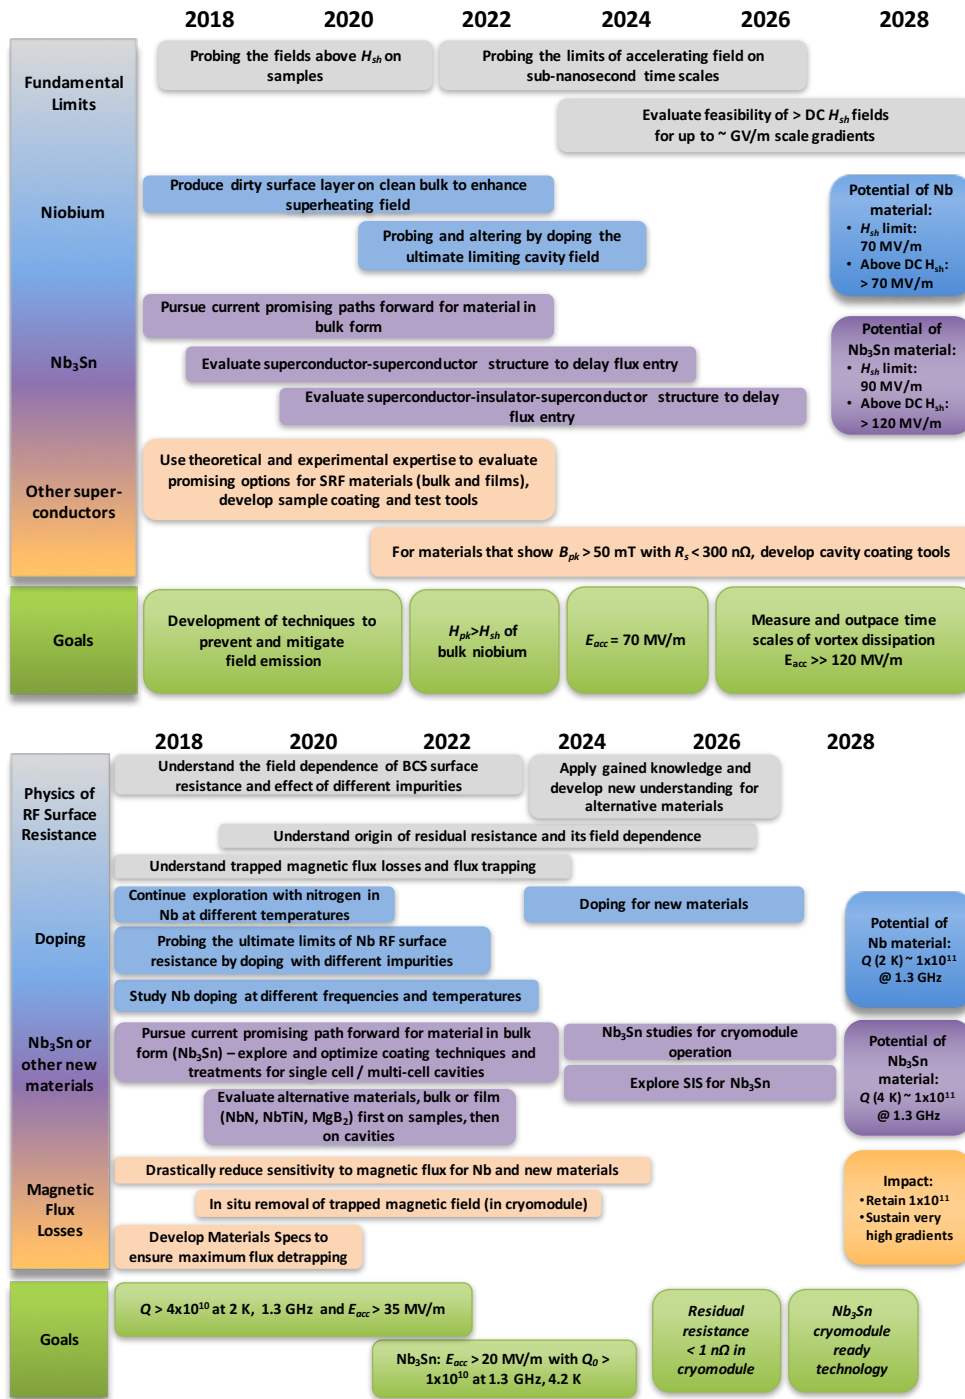 2018 2020 2022 2024 2026 2028
Fundamental
Limits
Probing the fields above Hsh on
samples
Probing the limits of accelerating field on
sub-nanosecond time scales
Evaluate feasibility of > DC Hsh fields
for up to ~ GV/m scale gradients
Niobium
Produce dirty surface layer on clean bulk to enhance
superheating field
Probing and altering by doping the
ultimate limiting cavity field
Potential of Nb
material:
• Hsh limit:
70 MV/m
• Above DC Hsh:
> 70 MV/m
Nb₃Sn
Pursue current promising paths forward for material in
bulk form
Evaluate superconductor-superconductor structure to delay flux entry
Evaluate superconductor-insulator-superconductor structure to delay
flux entry
Potential of
Nb₃Sn material:
• Hsh limit:
90 MV/m
• Above DC Hsh:
> 120 MV/m
Other super-
conductors
Use theoretical and experimental expertise to evaluate
promising options for SRF materials (bulk and films),
develop sample coating and test tools
For materials that show Bpk > 50 mT with Rs < 300 nΩ, develop cavity coating tools
Goals
Development of techniques to
prevent and mitigate
field emission
Hpk>Hsh of
bulk niobium
Eacc = 70 MV/m
Measure and outpace time
scales of vortex dissipation
Eacc >> 120 MV/m
2018 2020 2022 2024 2026 2028
Physics of
RF Surface
Resistance
Understand the field dependence of BCS surface
resistance and effect of different impurities
Apply gained knowledge and
develop new understanding for
alternative materials
Understand origin of residual resistance and its field dependence
Understand trapped magnetic flux losses and flux trapping
Doping
Continue exploration with nitrogen in
Nb at different temperatures
Doping for new materials
Probing the ultimate limits of Nb RF surface
resistance by doping with different impurities
Study Nb doping at different frequencies and temperatures
Potential of
Nb material:
Q (2 K) ~ 1x10¹¹
@ 1.3 GHz
Nb₃Sn or
other new
materials
Pursue current promising path forward for material in bulk
form (Nb₃Sn) – explore and optimize coating techniques and
treatments for single cell / multi-cell cavities
Nb₃Sn studies for cryomodule
operation
Explore SIS for Nb₃Sn
Evaluate alternative materials, bulk or film
(NbN, NbTiN, MgB₂) first on samples, then
on cavities
Potential of
Nb₃Sn
material:
Q (4 K) ~ 1x10¹¹
@ 1.3 GHz
Magnetic
Flux
Losses
Drastically reduce sensitivity to magnetic flux for Nb and new materials
In situ removal of trapped magnetic field (in cryomodule)
Develop Materials Specs to
ensure maximum flux detrapping
Impact:
•Retain 1x10¹¹
•Sustain very
high gradients
Goals
Q > 4x10¹⁰ at 2 K, 1.3 GHz and Eacc > 35 MV/m
Nb₃Sn: Eacc > 20 MV/m with Q₀ >
1x10¹⁰ at 1.3 GHz, 4.2 K
Residual
resistance
< 1 nΩ in
cryomodule
Nb₃Sn
cryomodule
ready
technology